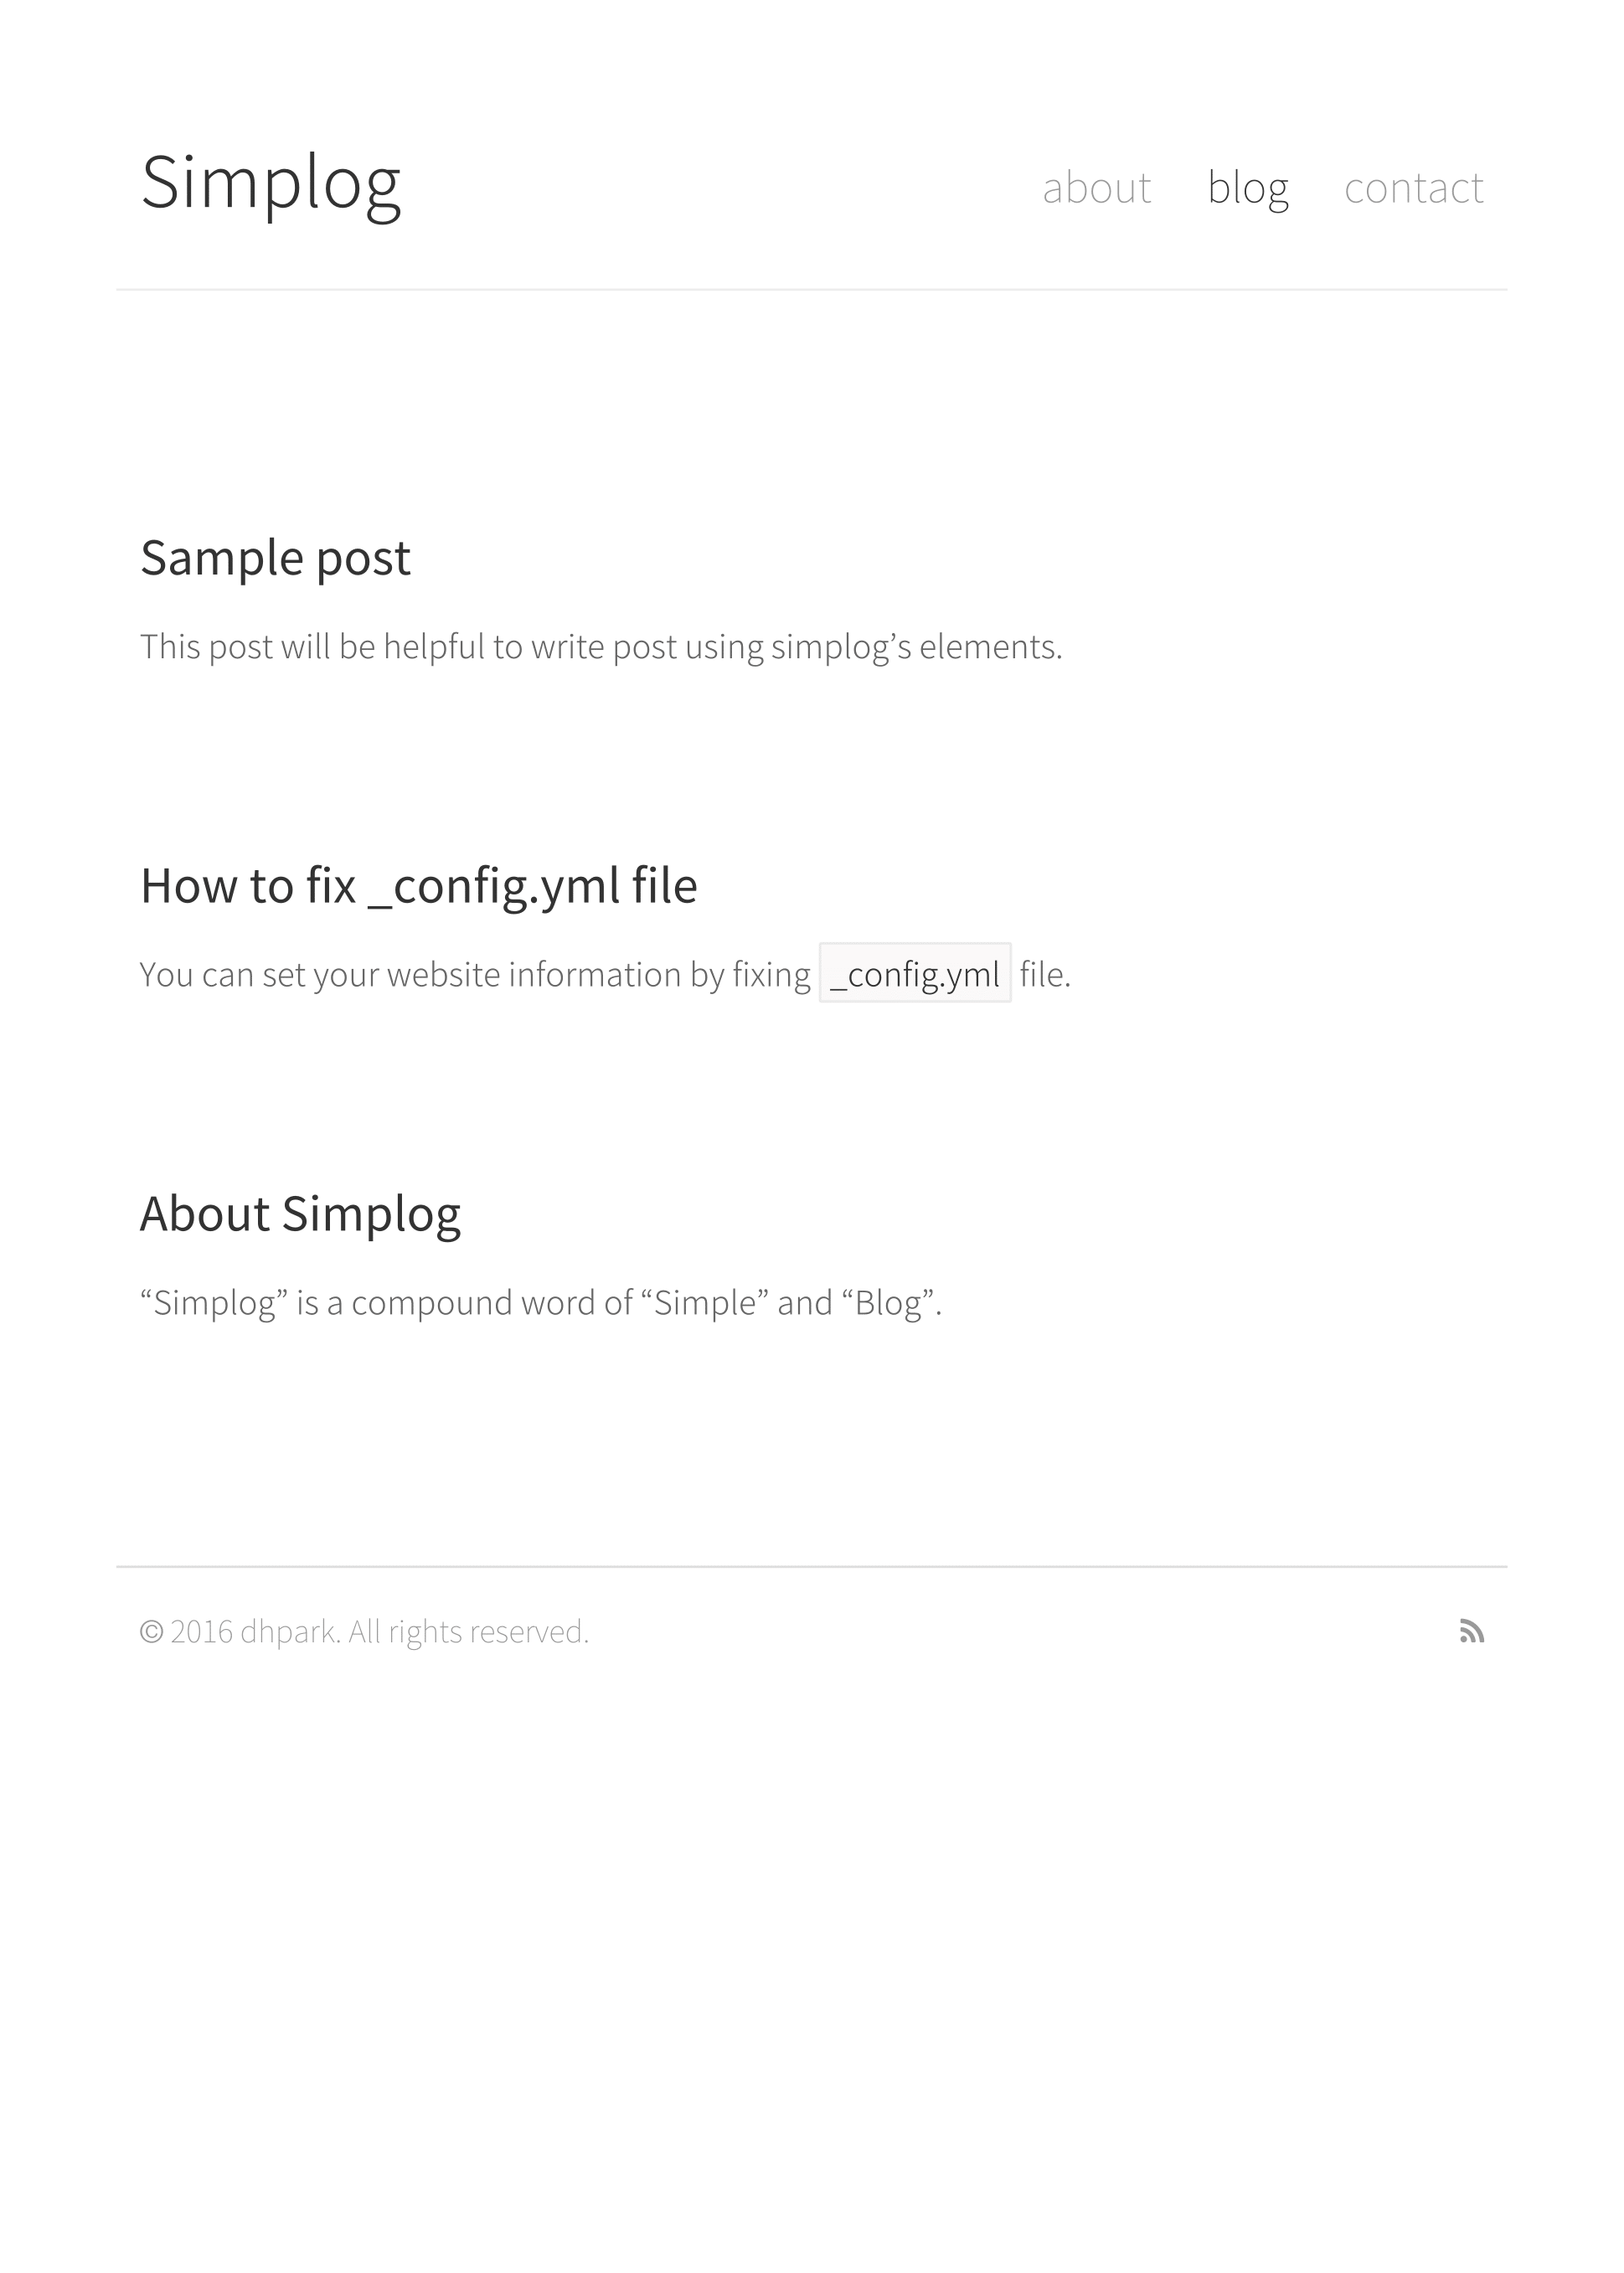 Simplog
about blog contact
Sample post
This post will be helpful to write post using simplog’s elements.
How to fix _config.yml file
You can set your website information by fixing _config.yml file.
About Simplog
“Simplog” is a compound word of “Simple” and “Blog”.
© 2016 dhpark. All rights reserved.